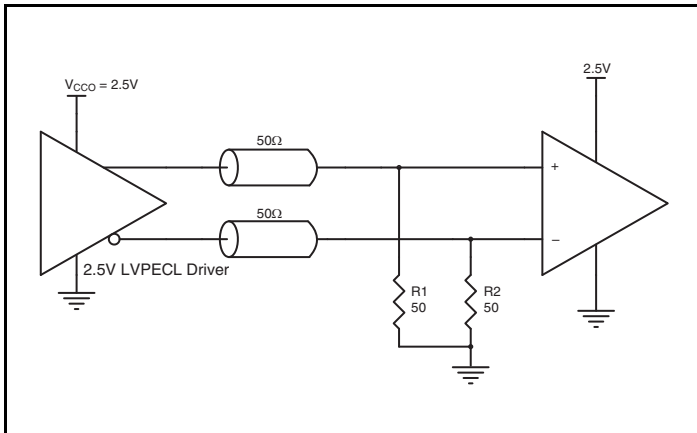 V_CCO = 2.5V
2.5V
50Ω
+
50Ω
–
2.5V LVPECL Driver
R1
50
R2
50